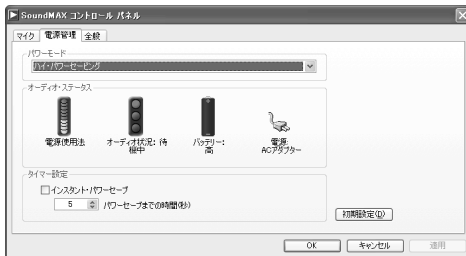 SoundMAX コントロール パネル
マイク 電源管理 全般
パワーモード
ハイ・パワーセービング
オーディオ・ステータス
電源使用法
オーディオ状況: 待機中
バッテリー: 高
電源: ACアダプター
タイマー設定
インスタント・パワーセーブ
5 パワーセーブまでの時間(秒)
初期設定(D)
OK キャンセル 適用